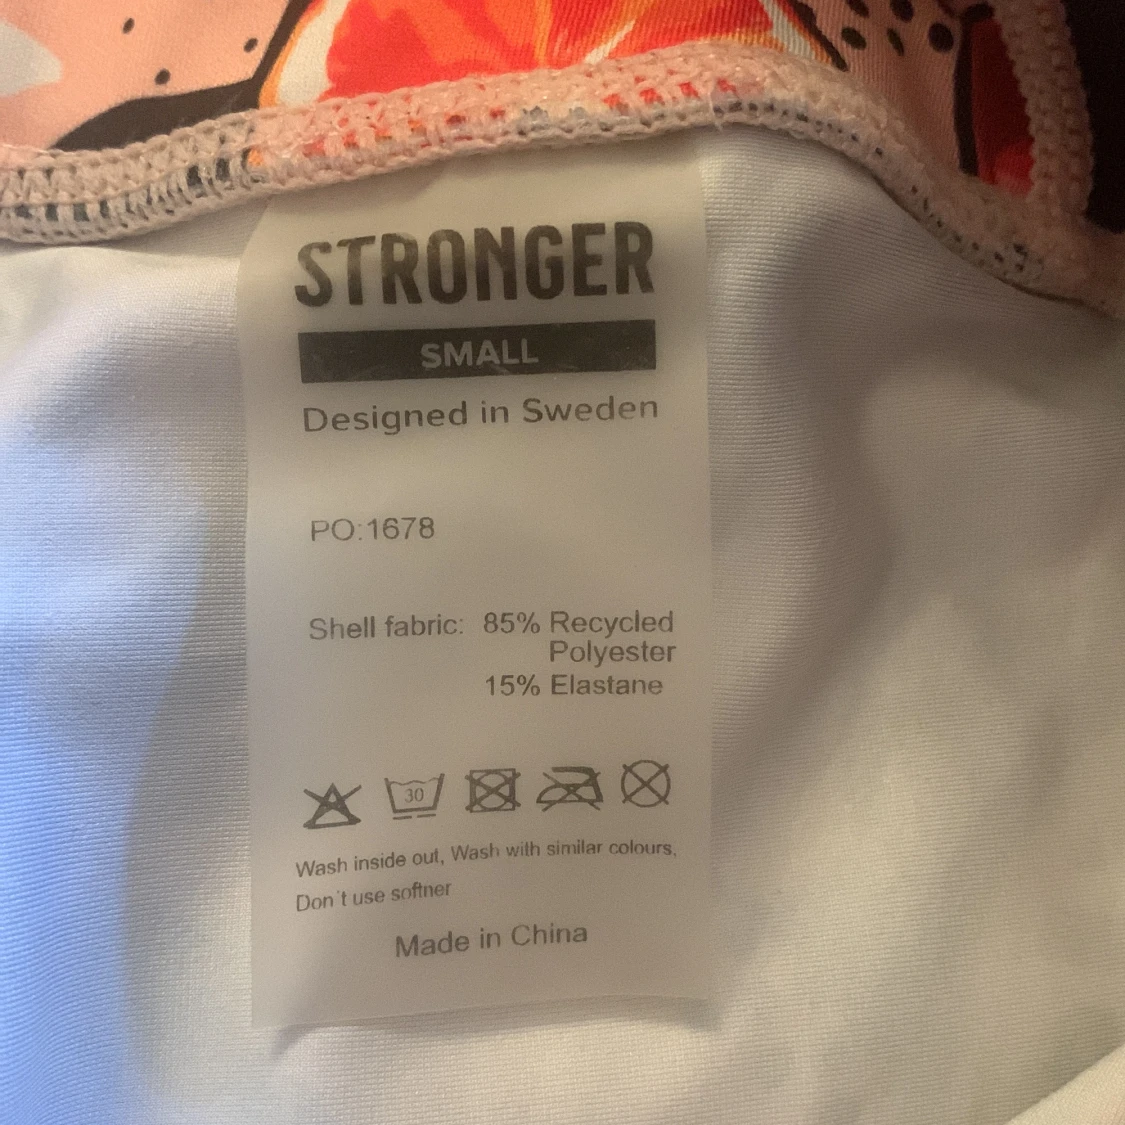 STRONGER
SMALL
Designed in Sweden
PO:1678
Shell fabric: 85% Recycled
Polyester
15% Elastane
30
Wash inside out, Wash with similar colours,
Don´t use softner
Made in China